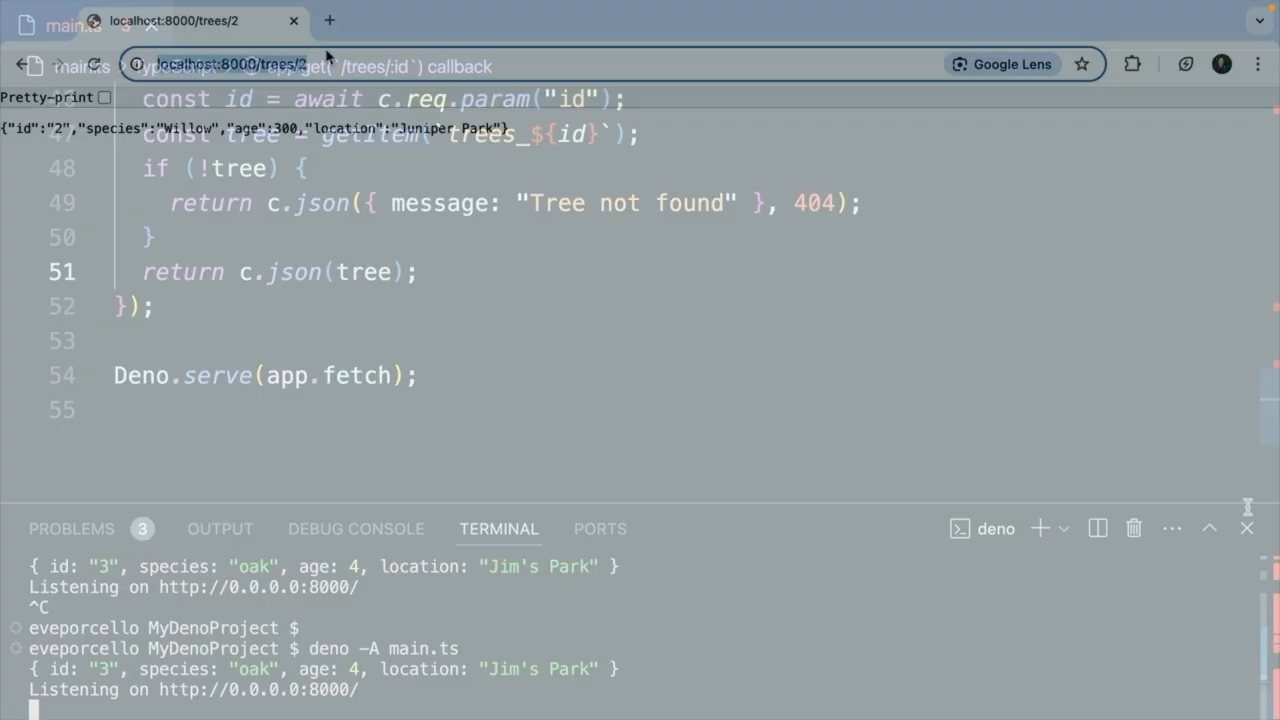 main.ts 3
localhost:8000/trees/2
main.ts > TypeScript > app.get(`/trees/:id`) callback
localhost:8000/trees/2
Google Lens
Pretty-print
const id = await c.req.param("id");
{"id":"2","species":"Willow","age":300,"location":"Juniper Park"}
47 const tree = getItem(`trees_${id}`);
48 if (!tree) {
49 return c.json({ message: "Tree not found" }, 404);
50 }
51 return c.json(tree);
52 });
53
54 Deno.serve(app.fetch);
55
PROBLEMS 3 OUTPUT DEBUG CONSOLE TERMINAL PORTS deno
{ id: "3", species: "oak", age: 4, location: "Jim's Park" }
Listening on http://0.0.0.0:8000/
^C
eveporcello MyDenoProject $
eveporcello MyDenoProject $ deno -A main.ts
{ id: "3", species: "oak", age: 4, location: "Jim's Park" }
Listening on http://0.0.0.0:8000/